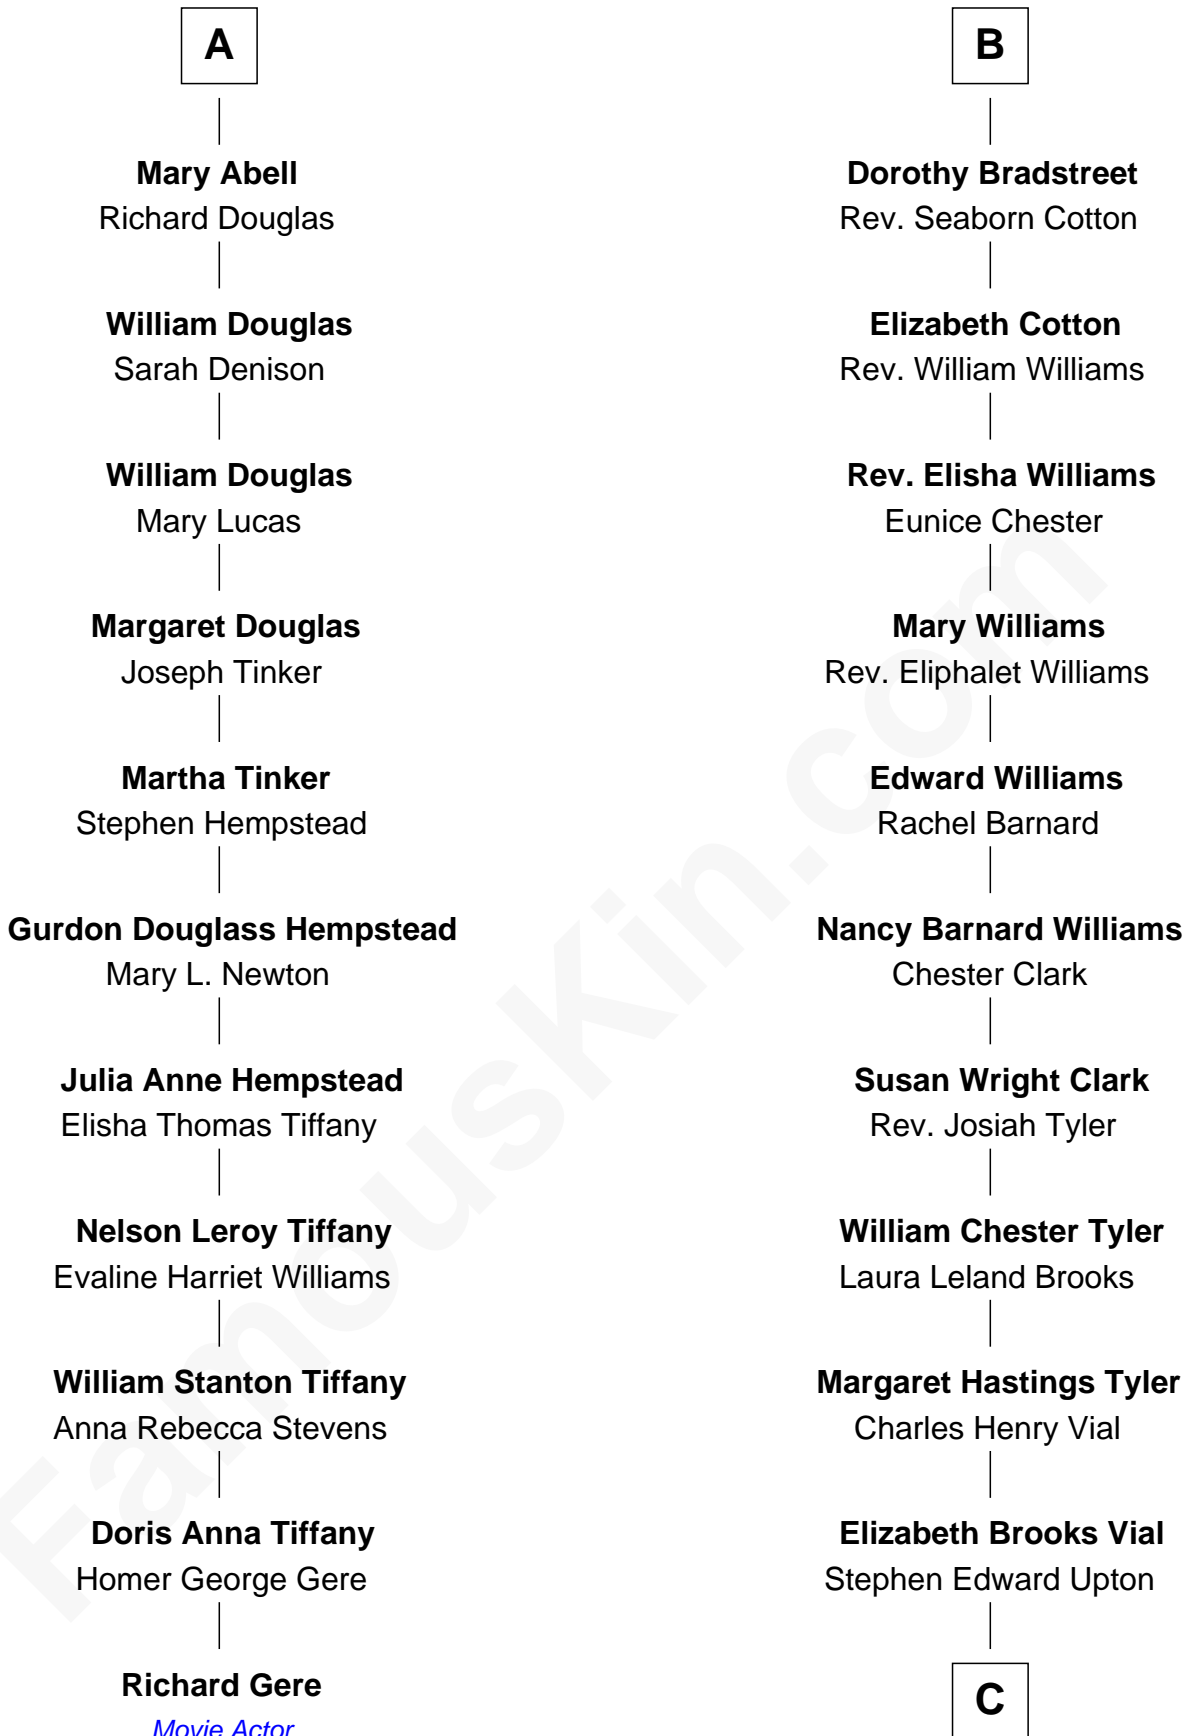 A
Mary Abell
Richard Douglas
William Douglas
Sarah Denison
William Douglas
Mary Lucas
Margaret Douglas
Joseph Tinker
Martha Tinker
Stephen Hempstead
Gurdon Douglass Hempstead
Mary L. Newton
Julia Anne Hempstead
Elisha Thomas Tiffany
Nelson Leroy Tiffany
Evaline Harriet Williams
William Stanton Tiffany
Anna Rebecca Stevens
Doris Anna Tiffany
Homer George Gere
Richard Gere
Movie Actor
B
Dorothy Bradstreet
Rev. Seaborn Cotton
Elizabeth Cotton
Rev. William Williams
Rev. Elisha Williams
Eunice Chester
Mary Williams
Rev. Eliphalet Williams
Edward Williams
Rachel Barnard
Nancy Barnard Williams
Chester Clark
Susan Wright Clark
Rev. Josiah Tyler
William Chester Tyler
Laura Leland Brooks
Margaret Hastings Tyler
Charles Henry Vial
Elizabeth Brooks Vial
Stephen Edward Upton
C
FamousKin.com